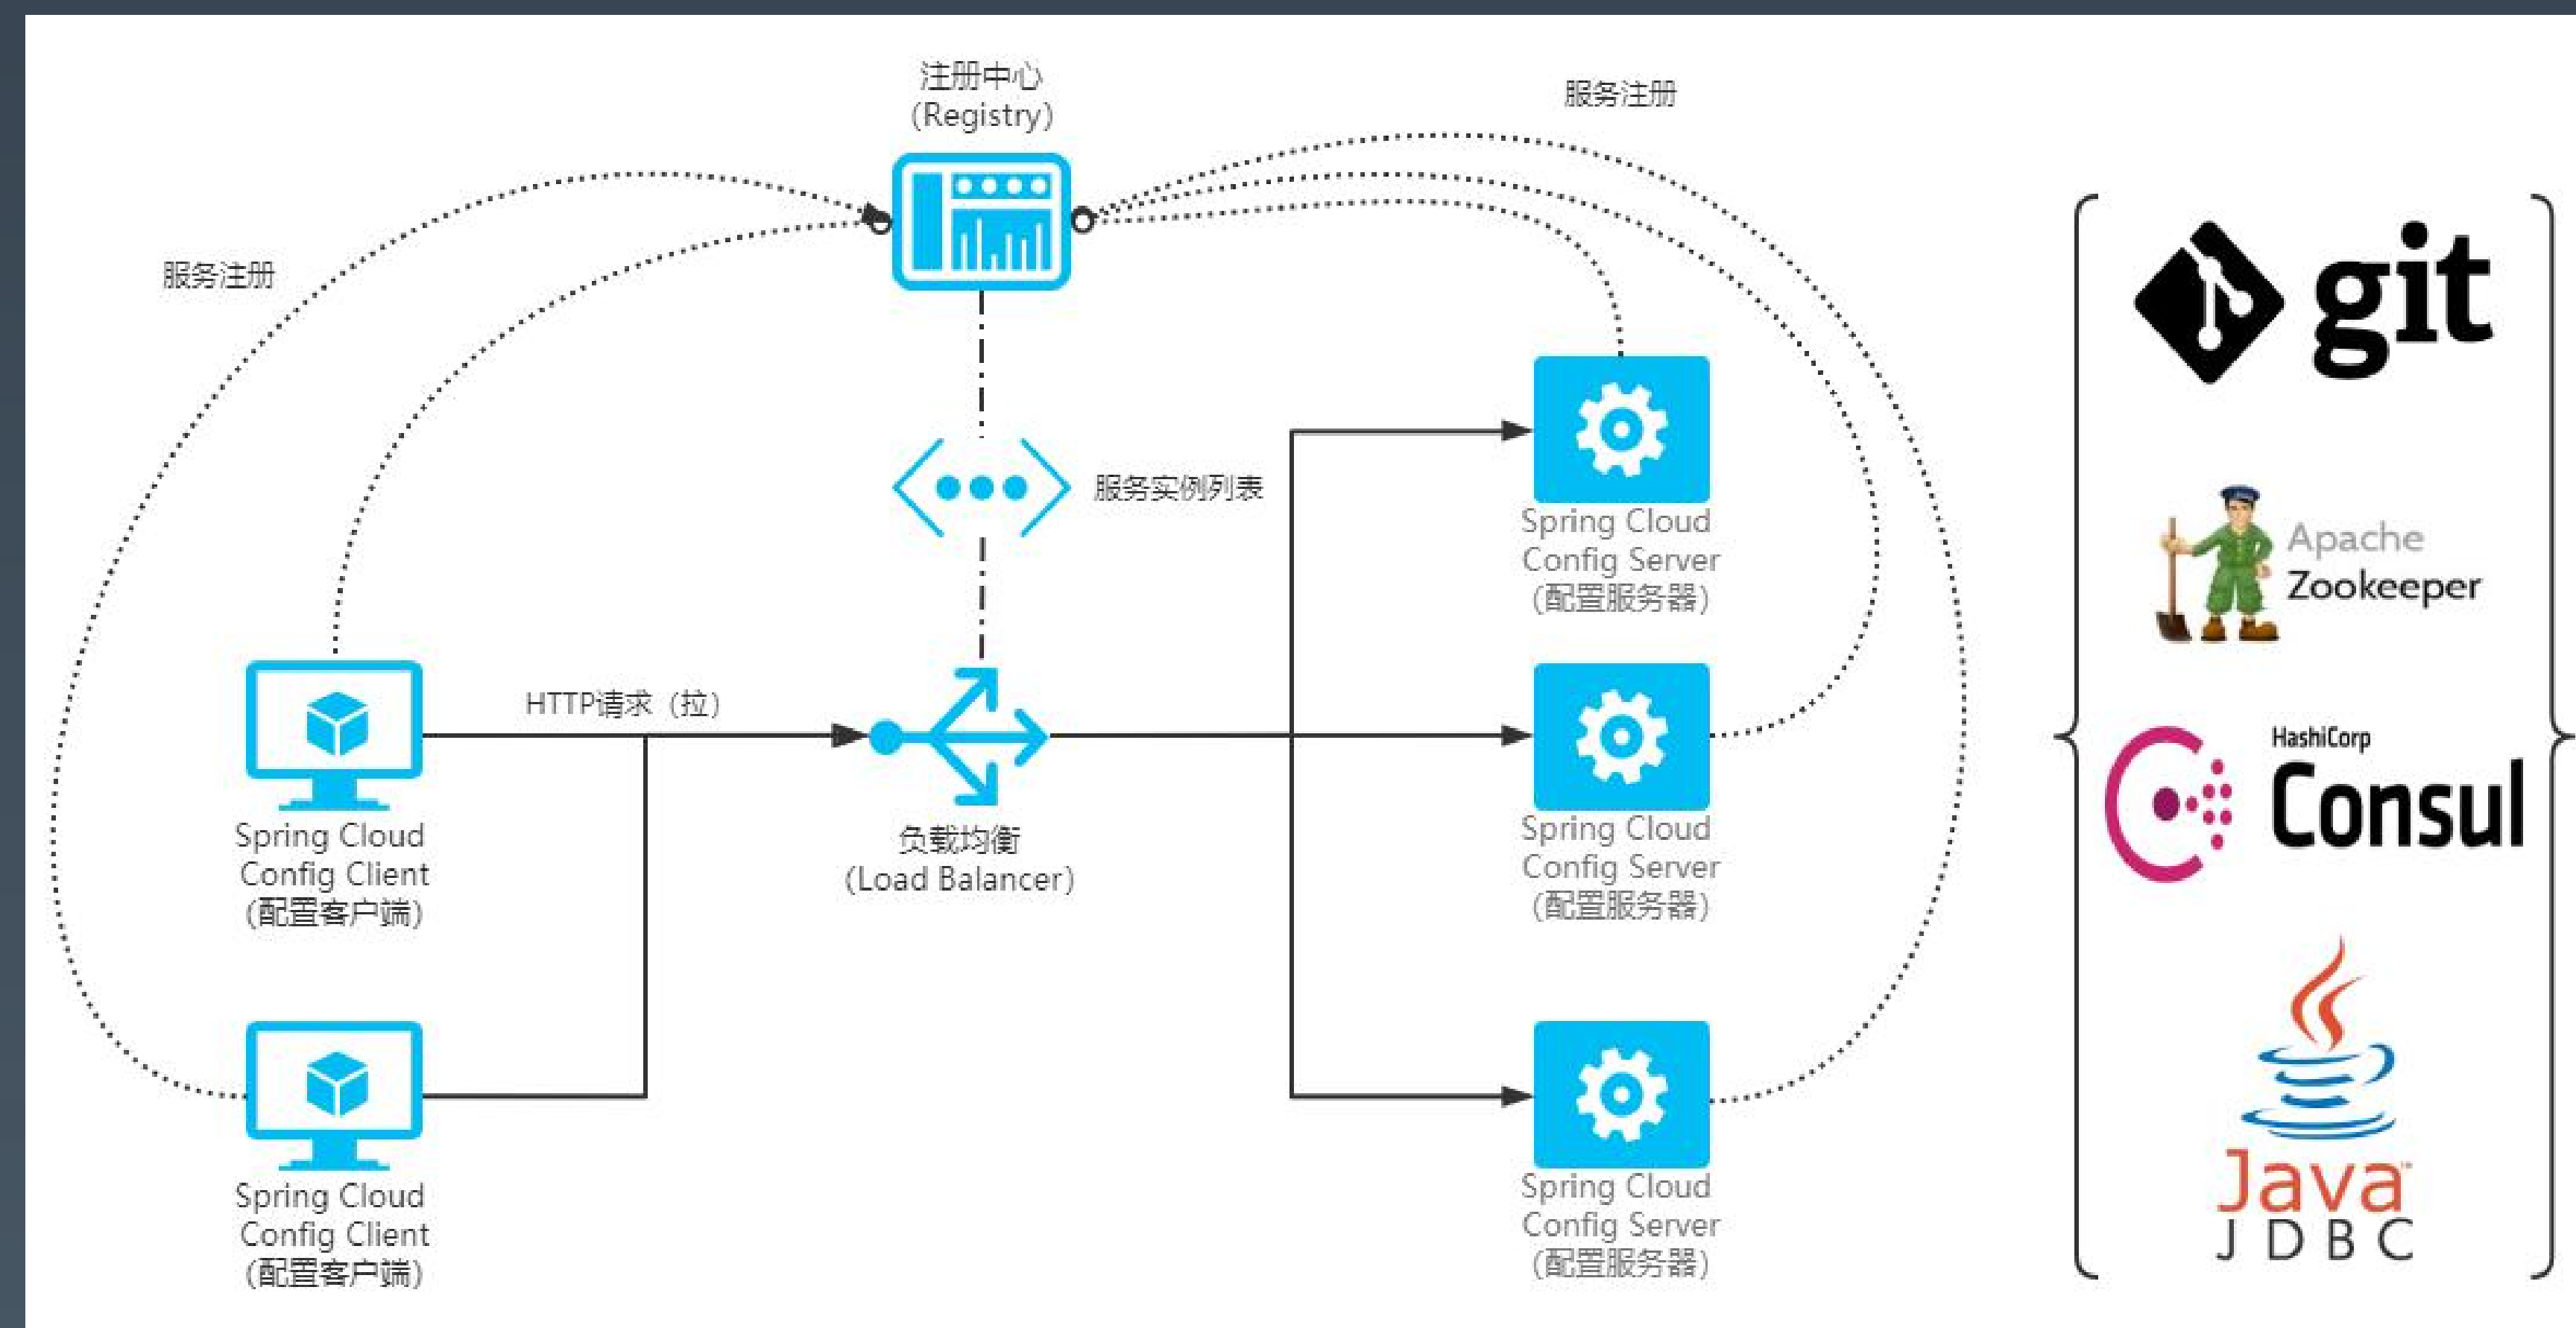 注册中心
(Registry)
服务注册
服务注册
服务实例列表
HTTP请求（拉）
负载均衡
(Load Balancer)
Spring Cloud
Config Client
(配置客户端)
Spring Cloud
Config Client
(配置客户端)
Spring Cloud
Config Server
(配置服务器)
Spring Cloud
Config Server
(配置服务器)
Spring Cloud
Config Server
(配置服务器)
git
Apache
Zookeeper
HashiCorp
Consul
Java™
JDBC